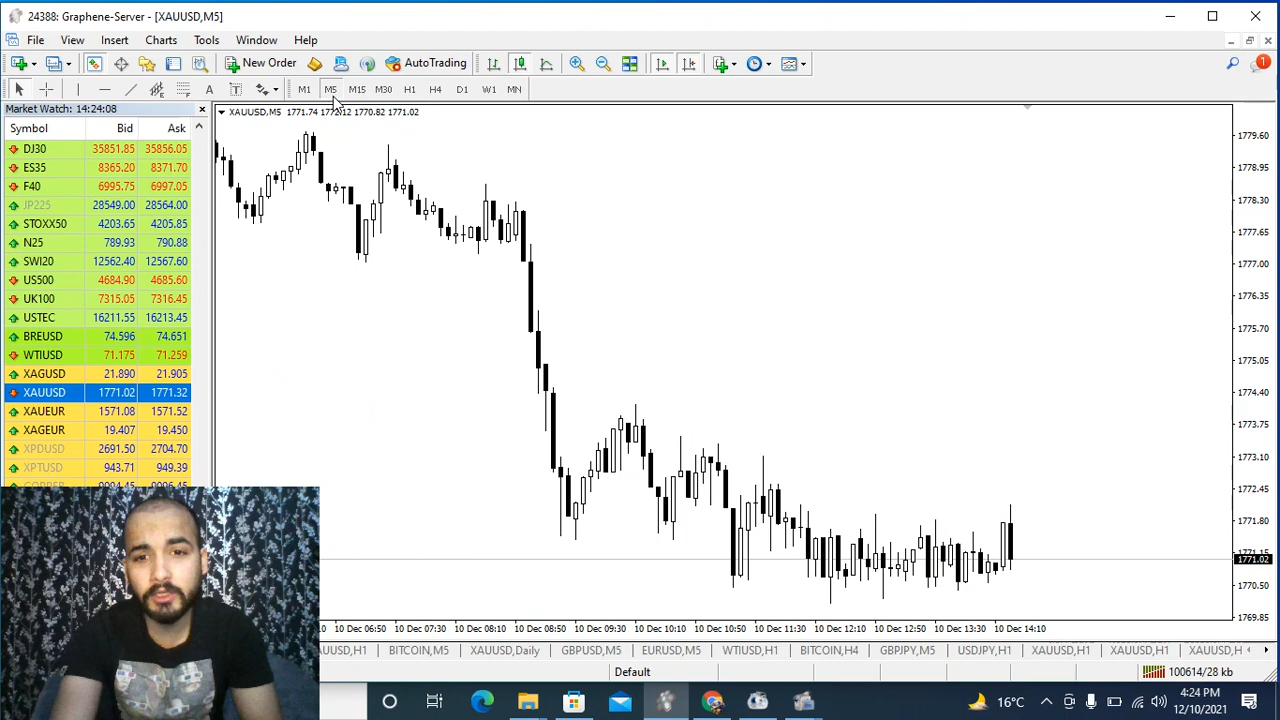 24388: Graphene-Server - [XAUUSD,M5]
File View Insert Charts Tools Window Help
New Order AutoTrading 1
A T M1 M5 M15 M30 H1 H4 D1 W1 MN
Market Watch: 14:24:08
XAUUSD,M5 1771.74 1772.12 1770.82 1771.02
Symbol Bid Ask
DJ30 35851.85 35856.05
ES35 8365.20 8371.70
F40 6995.75 6997.05
JP225 28549.00 28564.00
STOXX50 4203.65 4205.85
N25 789.93 790.88
SWI20 12562.40 12567.60
US500 4684.90 4685.60
UK100 7315.05 7316.45
USTEC 16211.55 16213.45
BREUSD 74.596 74.651
WTIUSD 71.175 71.259
XAGUSD 21.890 21.905
XAUUSD 1771.02 1771.32
XAUEUR 1571.08 1571.52
XAGEUR 19.407 19.450
XPDUSD 2691.50 2704.70
XPTUSD 943.71 949.39
1779.60
1778.95
1778.30
1777.65
1777.00
1776.35
1775.70
1775.05
1774.40
1773.75
1773.10
1772.45
1771.80
1771.15
1771.02
1770.50
1769.85
10 Dec 06:50 10 Dec 07:30 10 Dec 08:10 10 Dec 08:50 10 Dec 09:30 10 Dec 10:10 10 Dec 10:50 10 Dec 11:30 10 Dec 12:10 10 Dec 12:50 10 Dec 13:30 10 Dec 14:10
AUUSD,H1 BITCOIN,M5 XAUUSD,Daily GBPUSD,M5 EURUSD,M5 WTIUSD,H1 BITCOIN,H4 GBPJPY,M5 USDJPY,H1 XAUUSD,H1 XAUUSD,H1 XAUUSD,H
Default 100614/28 kb
16°C 4:24 PM
12/10/2021